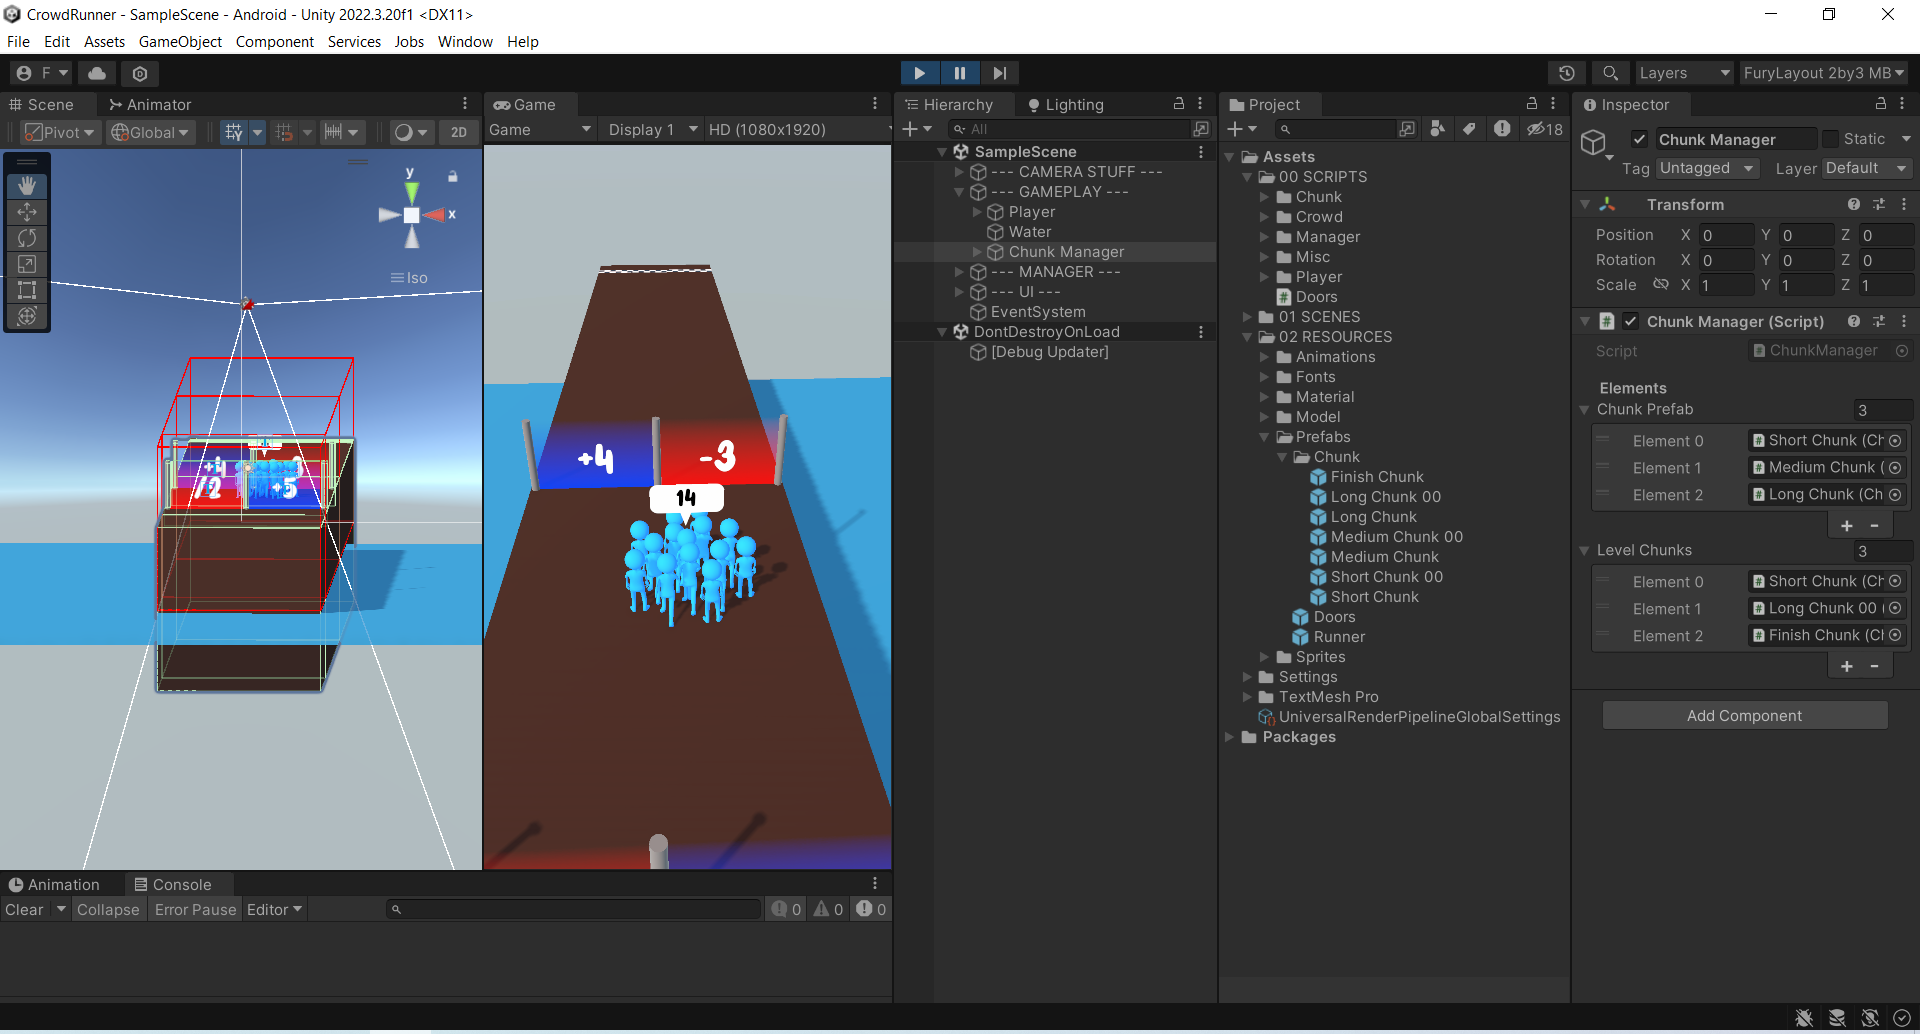 CrowdRunner - SampleScene - Android - Unity 2022.3.20f1 <DX11>
File Edit Assets GameObject Component Services Jobs Window Help
F
Layers
FuryLayout 2by3 MB
Scene
Animator
Pivot
Global
2D
y
x
Iso
+4
/2
+5
Game
Game
Display 1
HD (1080x1920)
+4
-3
14
Hierarchy
Lighting
All
SampleScene
--- CAMERA STUFF ---
--- GAMEPLAY ---
Player
Water
Chunk Manager
--- MANAGER ---
--- UI ---
EventSystem
DontDestroyOnLoad
[Debug Updater]
Project
18
Assets
00 SCRIPTS
Chunk
Crowd
Manager
Misc
Player
Doors
01 SCENES
02 RESOURCES
Animations
Fonts
Material
Model
Prefabs
Chunk
Finish Chunk
Long Chunk 00
Long Chunk
Medium Chunk 00
Medium Chunk
Short Chunk 00
Short Chunk
Doors
Runner
Sprites
Settings
TextMesh Pro
UniversalRenderPipelineGlobalSettings
Packages
Inspector
Chunk Manager
Static
Tag Untagged Layer Default
Transform
Position X 0 Y 0 Z 0
Rotation X 0 Y 0 Z 0
Scale X 1 Y 1 Z 1
Chunk Manager (Script)
Script ChunkManager
Elements
Chunk Prefab 3
Element 0 Short Chunk (Ch
Element 1 Medium Chunk (
Element 2 Long Chunk (Ch
+ -
Level Chunks 3
Element 0 Short Chunk (Ch
Element 1 Long Chunk 00 (
Element 2 Finish Chunk (Cl
+ -
Add Component
Animation
Console
Clear Collapse Error Pause Editor
0 0 0